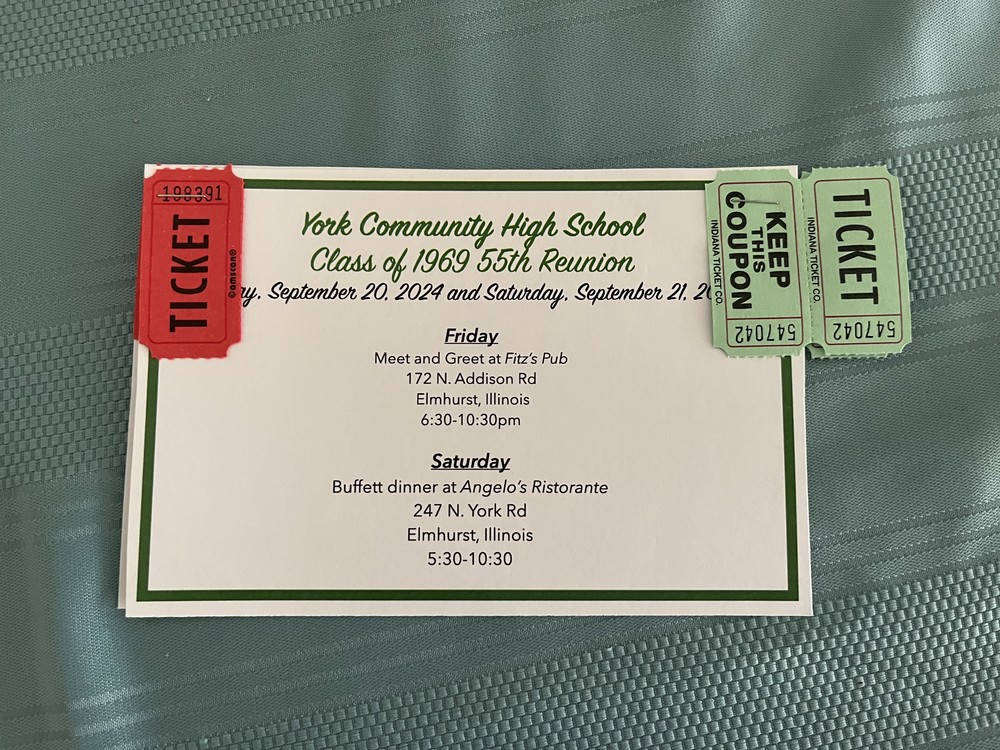 198391
TICKET
©amscan®
York Community High School
Class of 1969 55th Reunion
September 20, 2024 and Saturday, September 21,
Friday
Meet and Greet at Fitz's Pub
172 N. Addison Rd
Elmhurst, Illinois
6:30-10:30pm
Saturday
Buffett dinner at Angelo's Ristorante
247 N. York Rd
Elmhurst, Illinois
5:30-10:30
KEEP
THIS
COUPON
INDIANA TICKET CO.
547042
TICKET
INDIANA TICKET CO.
547042